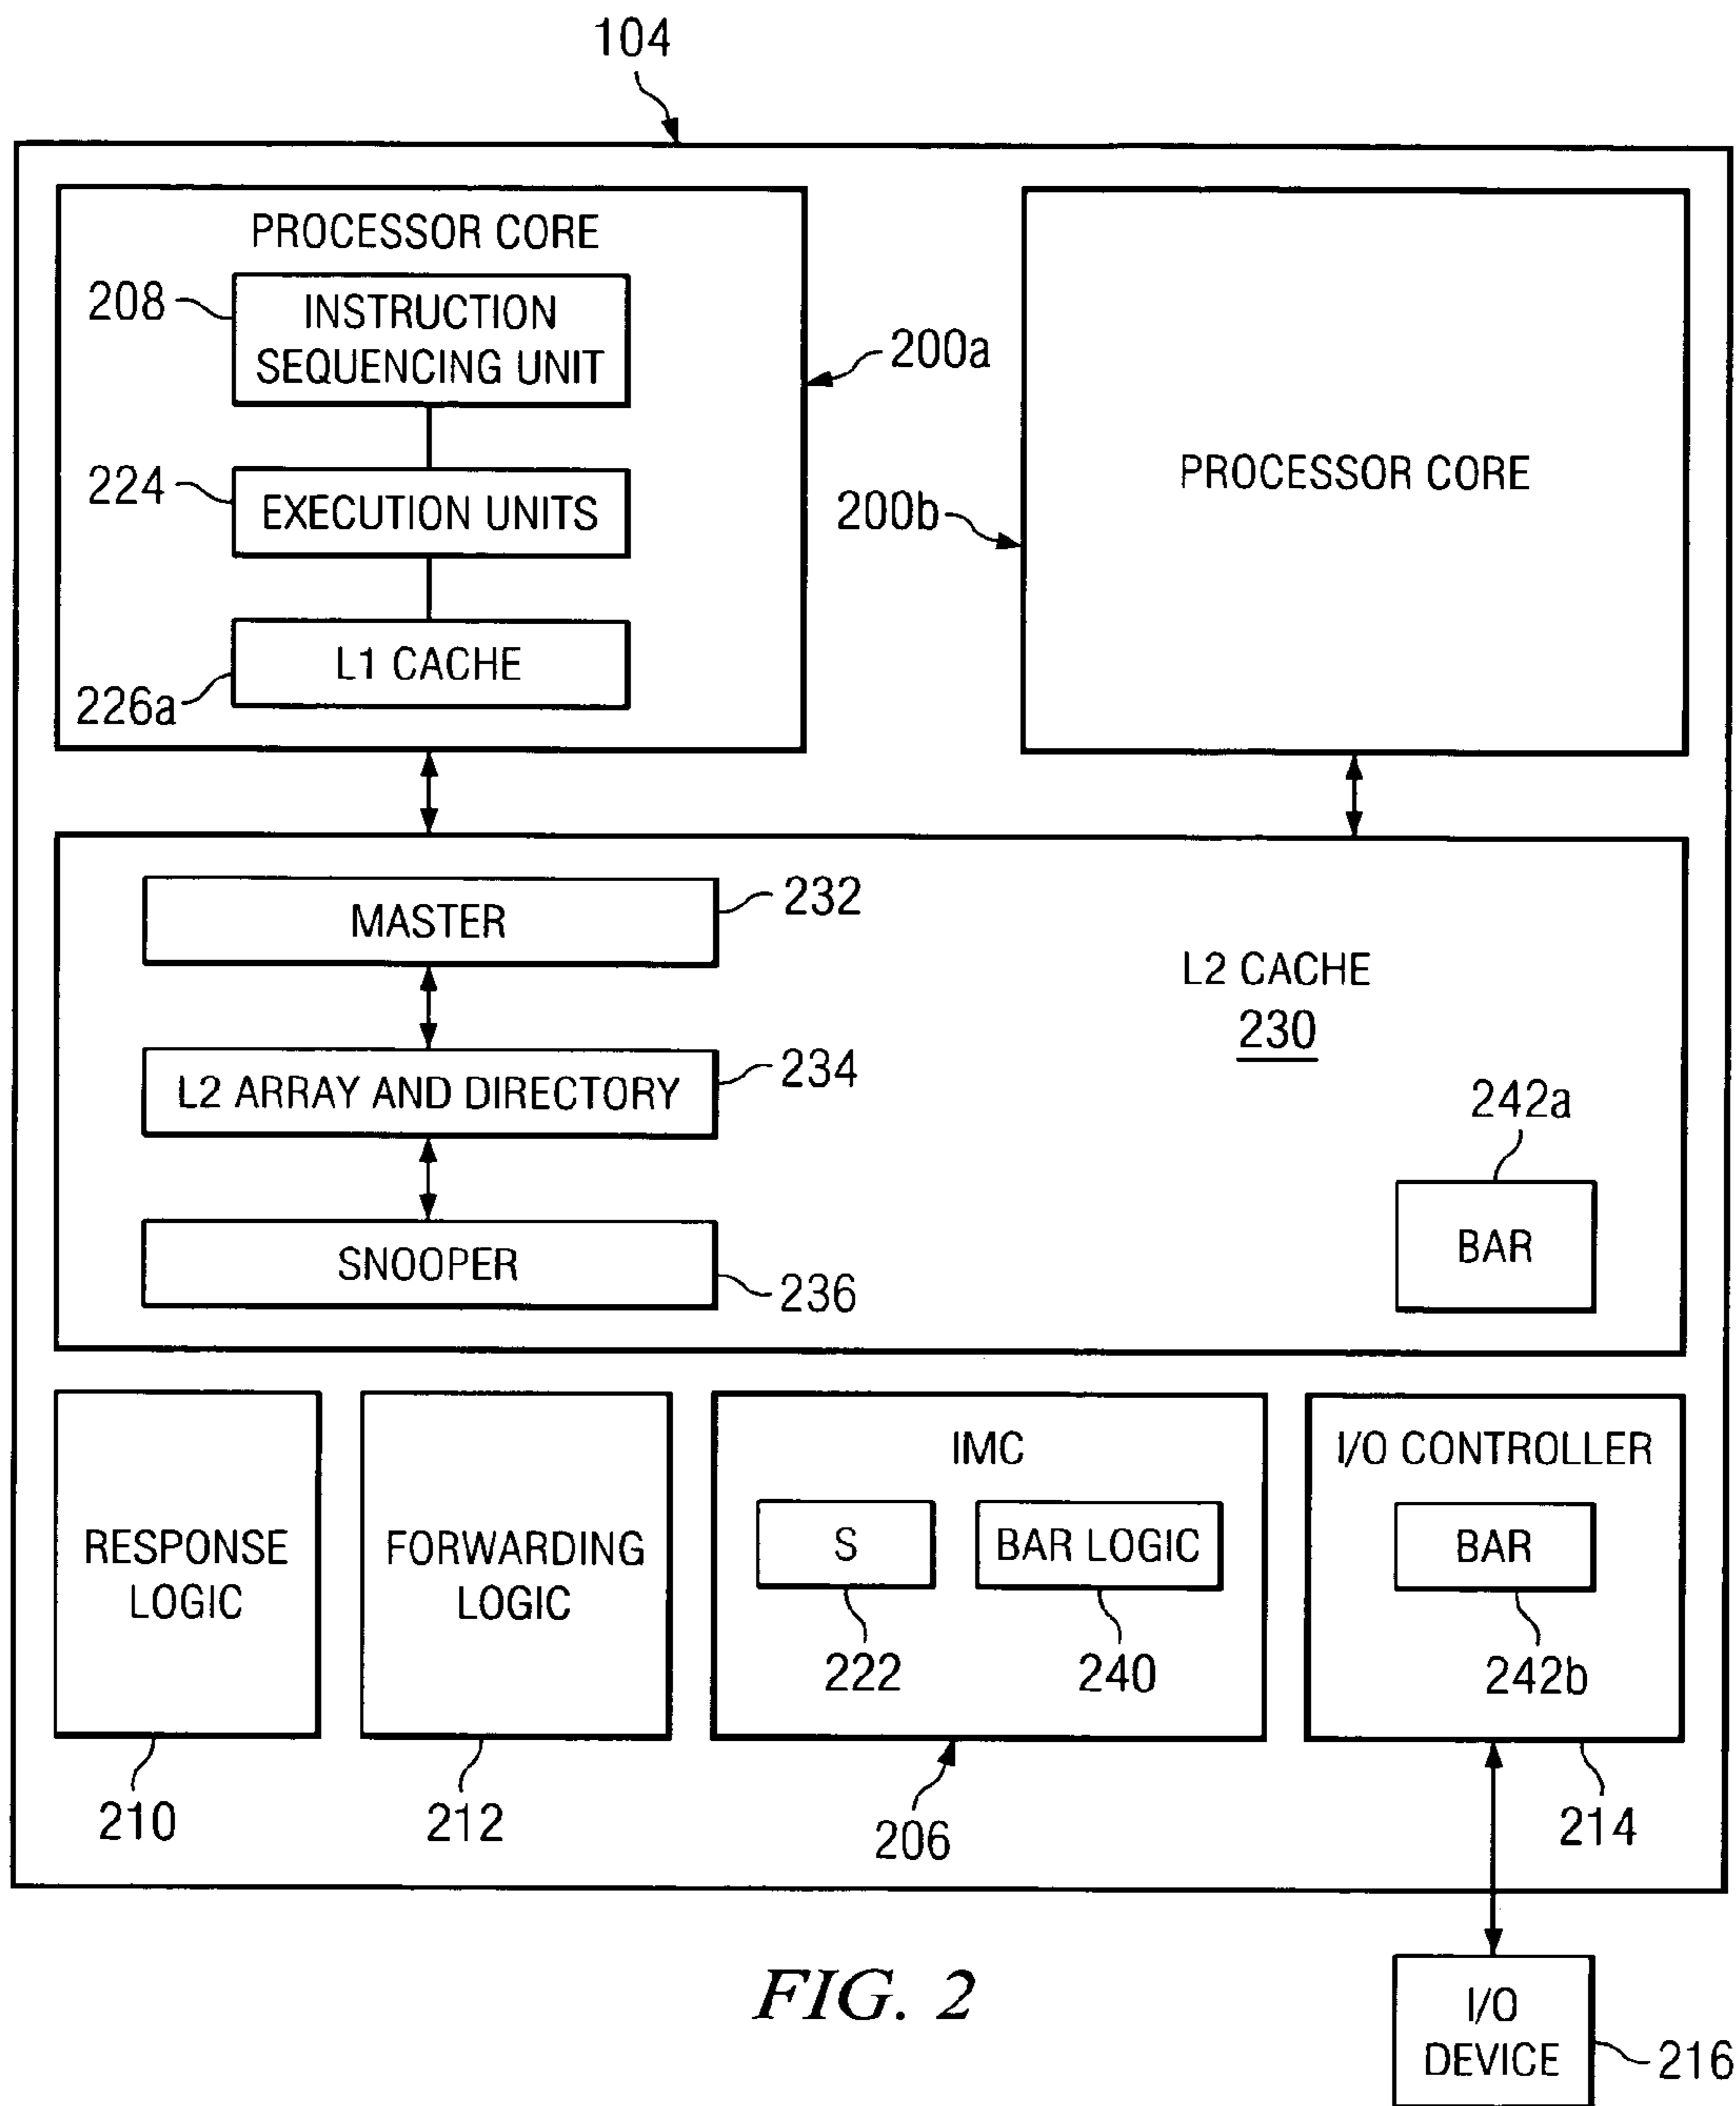 104
PROCESSOR CORE
208
INSTRUCTION
SEQUENCING UNIT
200a
224
EXECUTION UNITS
PROCESSOR CORE
200b
L1 CACHE
226a
MASTER
232
L2 CACHE
230
L2 ARRAY AND DIRECTORY
234
242a
SNOOPER
236
BAR
RESPONSE
LOGIC
FORWARDING
LOGIC
IMC
S
BAR LOGIC
222
240
I/O CONTROLLER
BAR
242b
210
212
206
214
FIG. 2
I/O
DEVICE
216